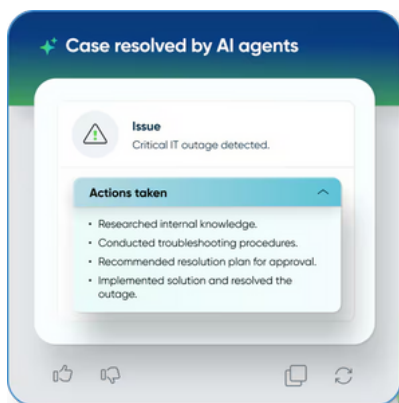 Case resolved by AI agents
Issue
Critical IT outage detected.
Actions taken
• Researched internal knowledge.
• Conducted troubleshooting procedures.
• Recommended resolution plan for approval.
• Implemented solution and resolved the
outage.